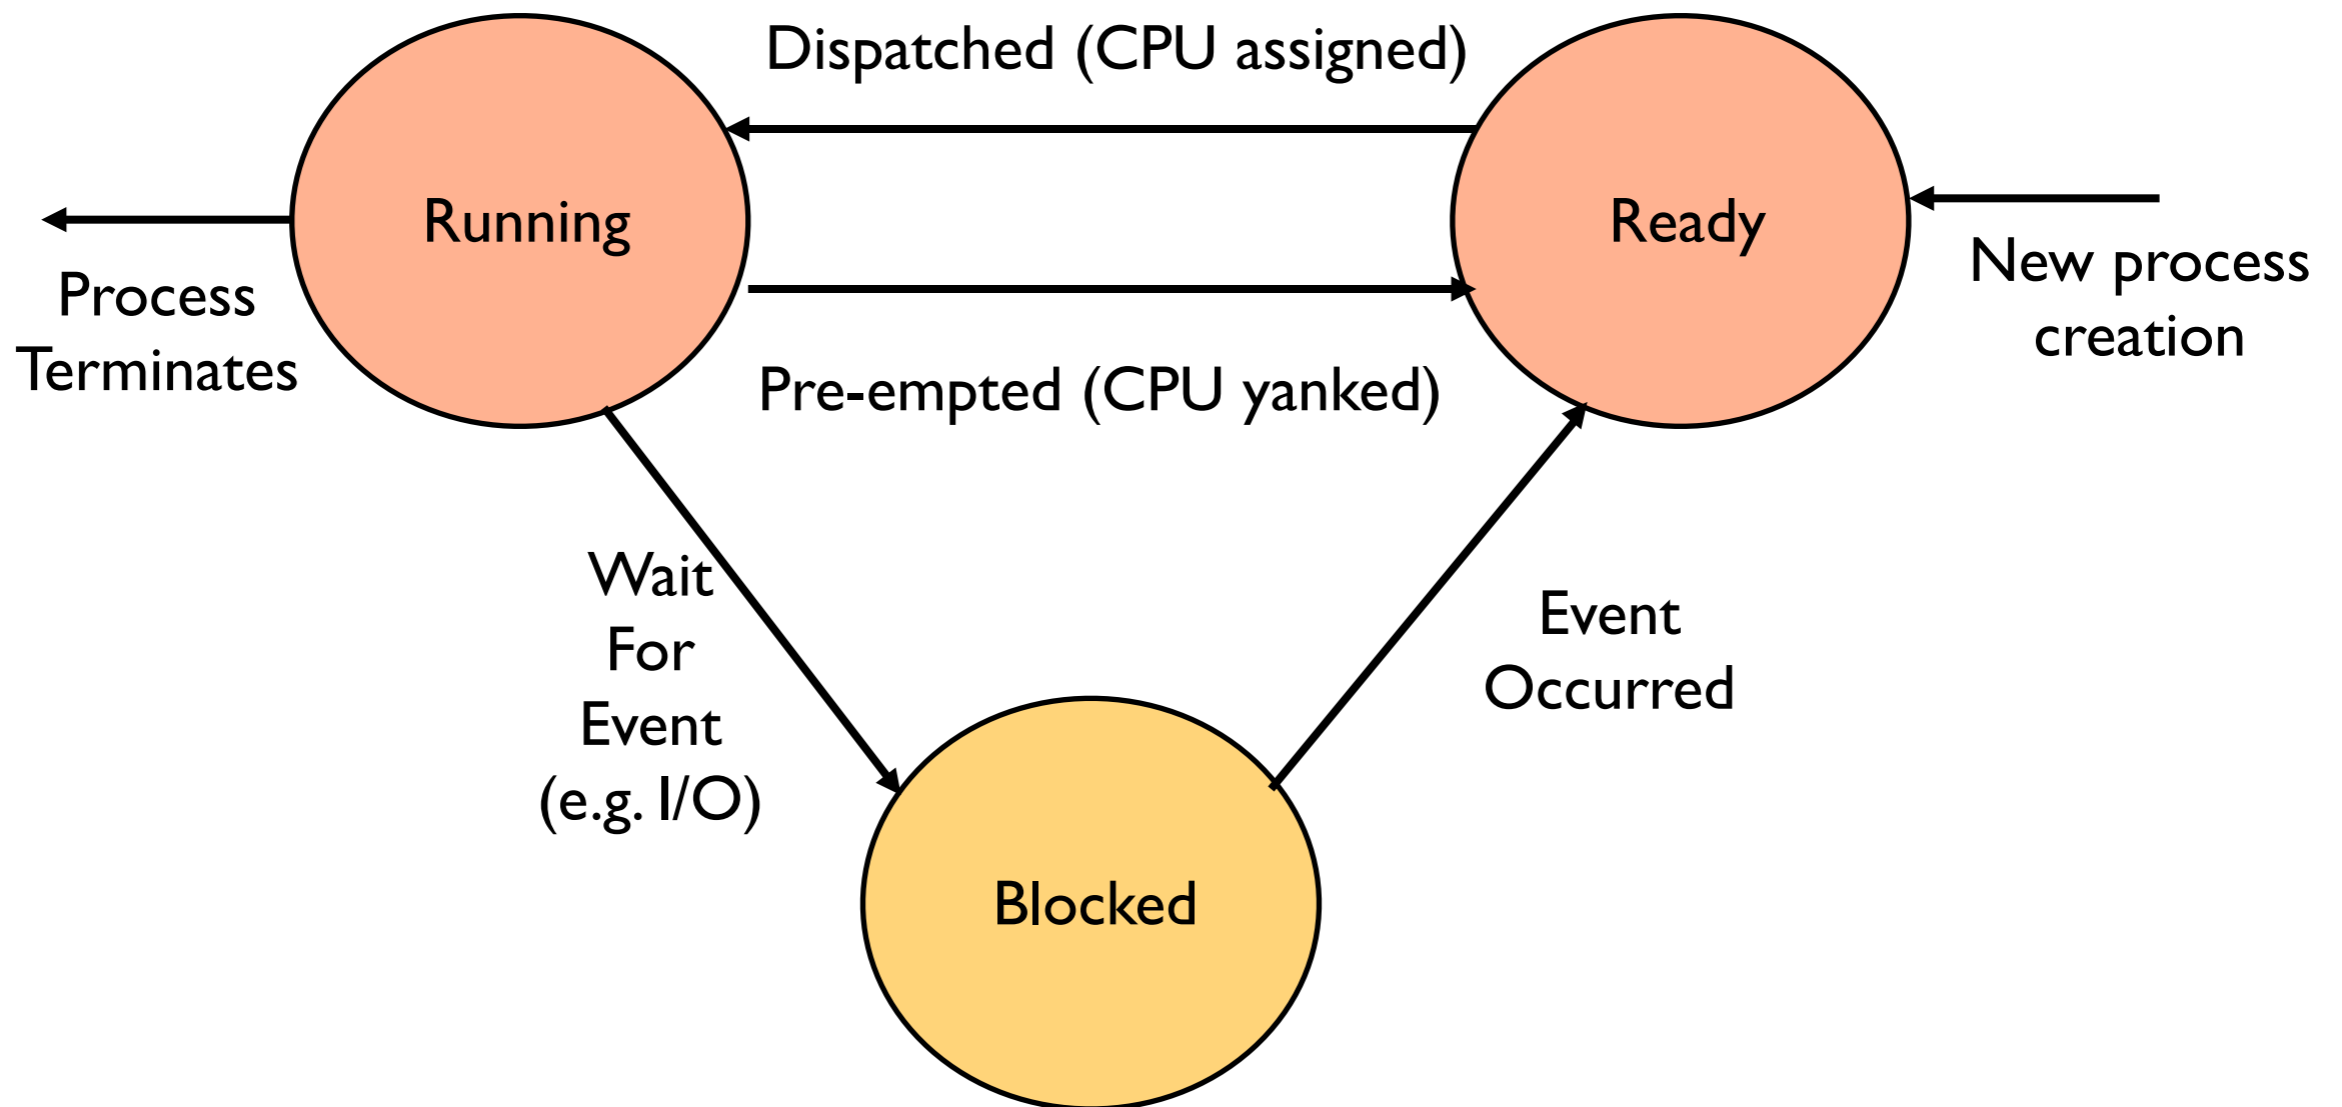 Dispatched (CPU assigned)
Running
Ready
Process
Terminates
New process
creation
Pre-empted (CPU yanked)
Wait
For
Event
(e.g. I/O)
Event
Occurred
Blocked